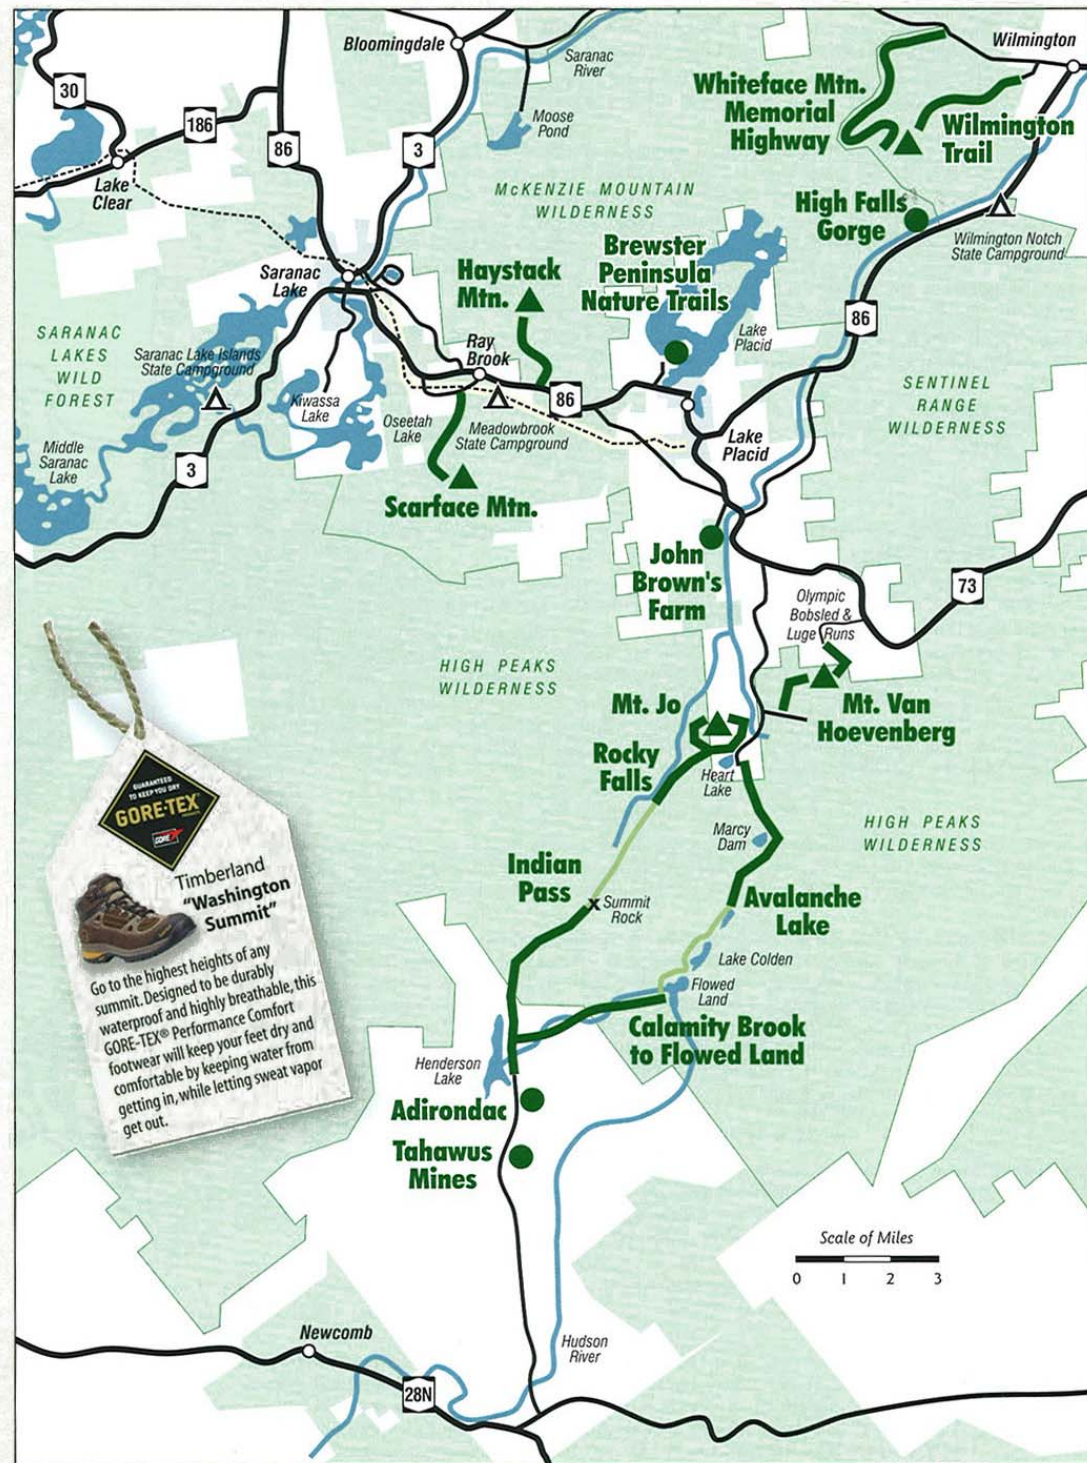 Bloomingdale
Saranac
River
Wilmington
30
186
86
3
Moose
Pond
Whiteface Mtn.
Memorial
Highway
Wilmington
Trail
Lake
Clear
McKENZIE MOUNTAIN
WILDERNESS
High Falls
Gorge
Wilmington Notch
State Campground
Saranac
Lake
Haystack
Mtn.
Brewster
Peninsula
Nature Trails
Lake
Placid
86
SARANAC
LAKES
WILD
FOREST
Saranac Lake Islands
State Campground
Ray
Brook
86
Kiwassa
Lake
Oseetah
Lake
Meadowbrook
State Campground
Lake
Placid
SENTINEL
RANGE
WILDERNESS
Middle
Saranac
Lake
3
Scarface Mtn.
John
Brown's
Farm
Olympic
Bobsled &
Luge Runs
73
HIGH PEAKS
WILDERNESS
Mt. Jo
Mt. Van
Hoevenberg
Rocky
Falls
Heart
Lake
Marcy
Dam
HIGH PEAKS
WILDERNESS
GUARANTEED
TO KEEP YOU DRY
GORE-TEX®
GORE
Timberland
"Washington
Summit"
Go to the highest heights of any
summit. Designed to be durably
waterproof and highly breathable, this
GORE-TEX® Performance Comfort
footwear will keep your feet dry and
comfortable by keeping water from
getting in, while letting sweat vapor
get out.
Indian
Pass
x Summit
Rock
Avalanche
Lake
Lake Colden
Flowed
Land
Calamity Brook
to Flowed Land
Henderson
Lake
Adirondac
Tahawus
Mines
Scale of Miles
0 1 2 3
Newcomb
28N
Hudson
River